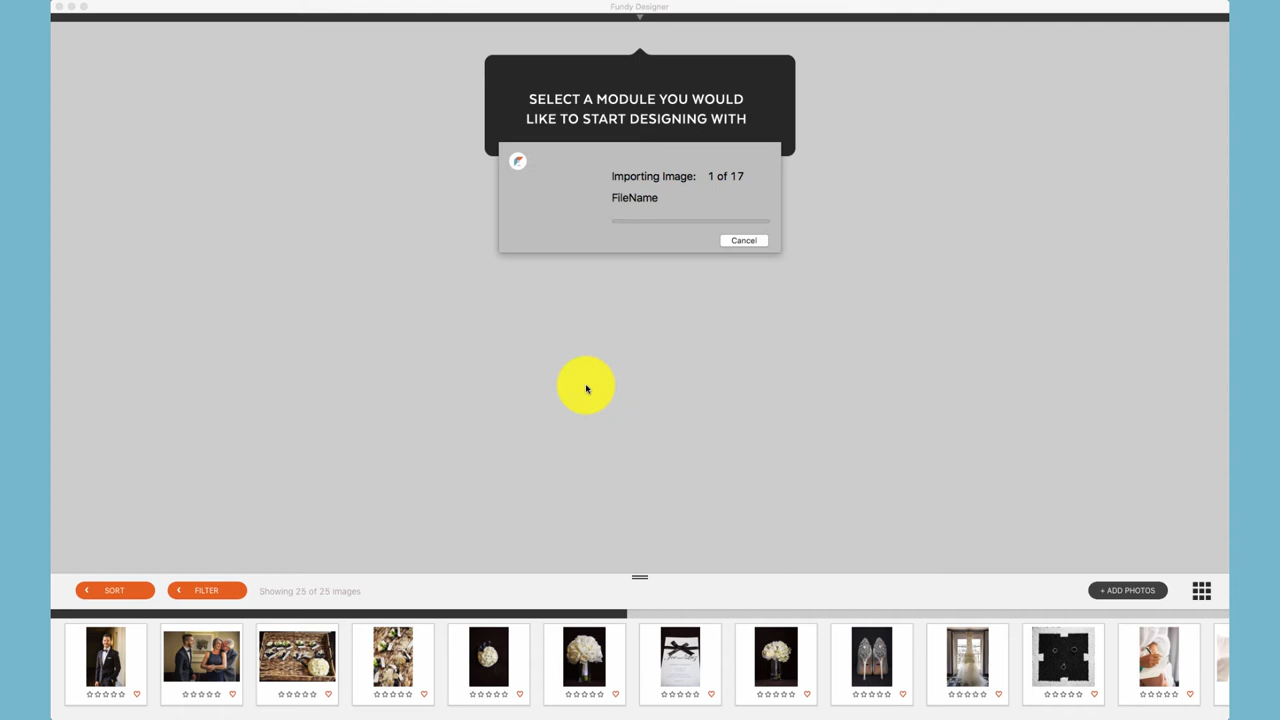 Fundy Designer
SELECT A MODULE YOU WOULD
LIKE TO START DESIGNING WITH
Importing Image: 1 of 17
FileName
Cancel
SORT
FILTER
Showing 25 of 25 images
+ ADD PHOTOS